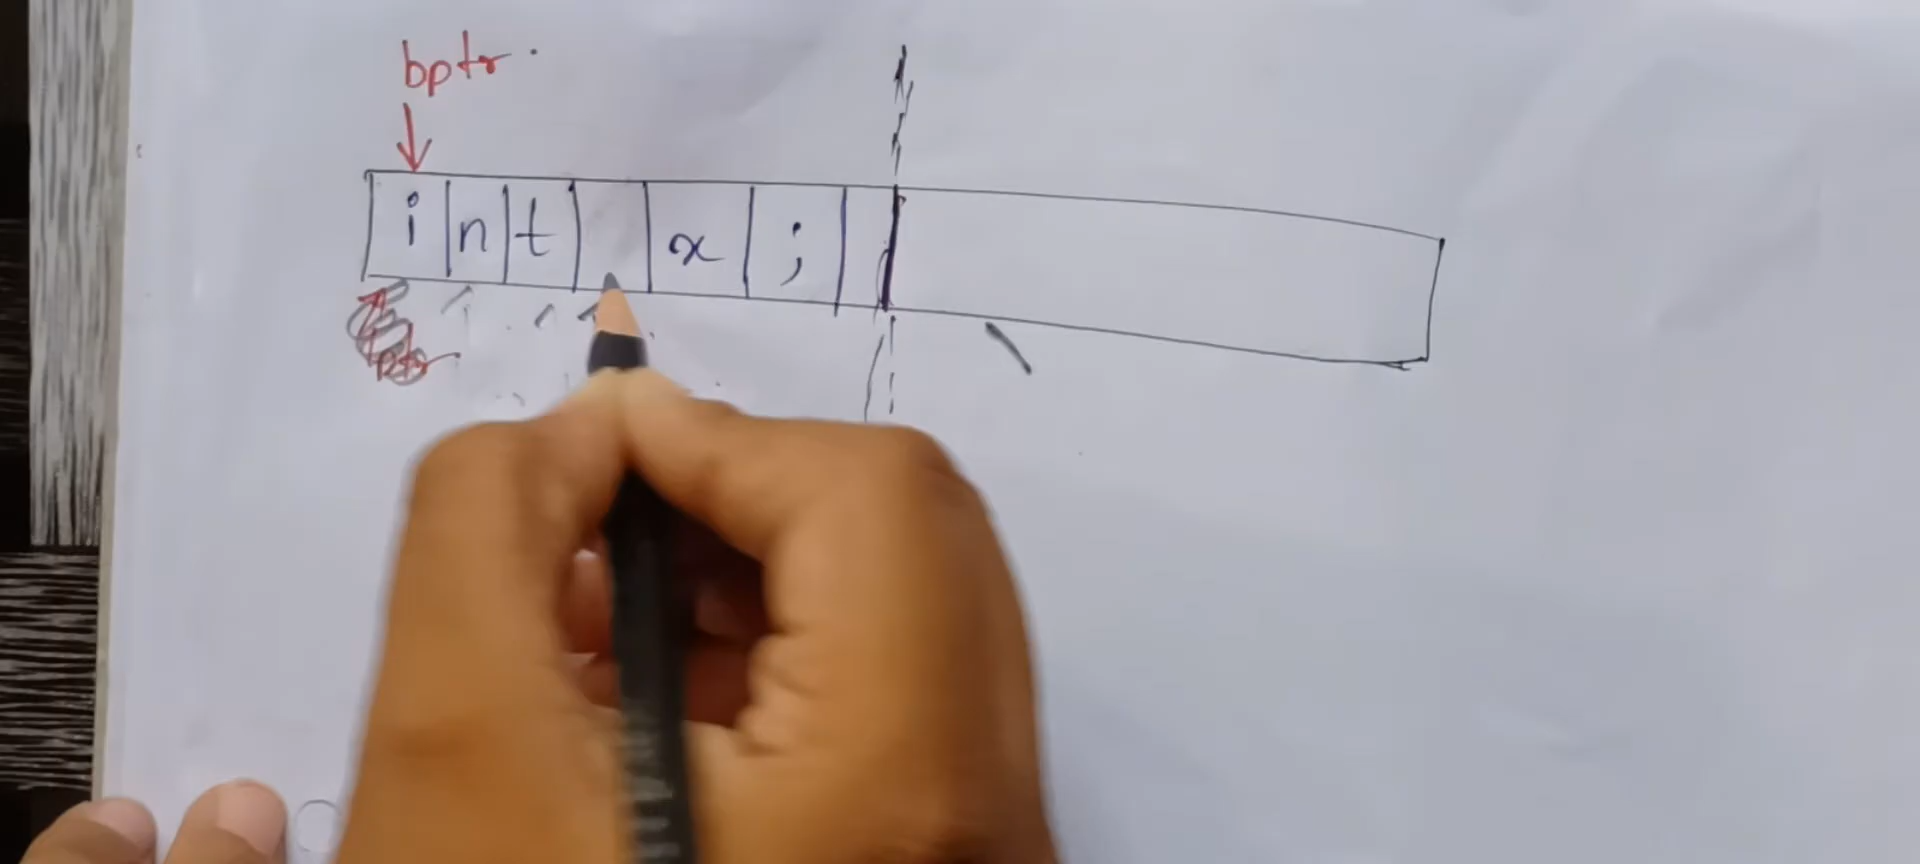 bptr
i n t x ;